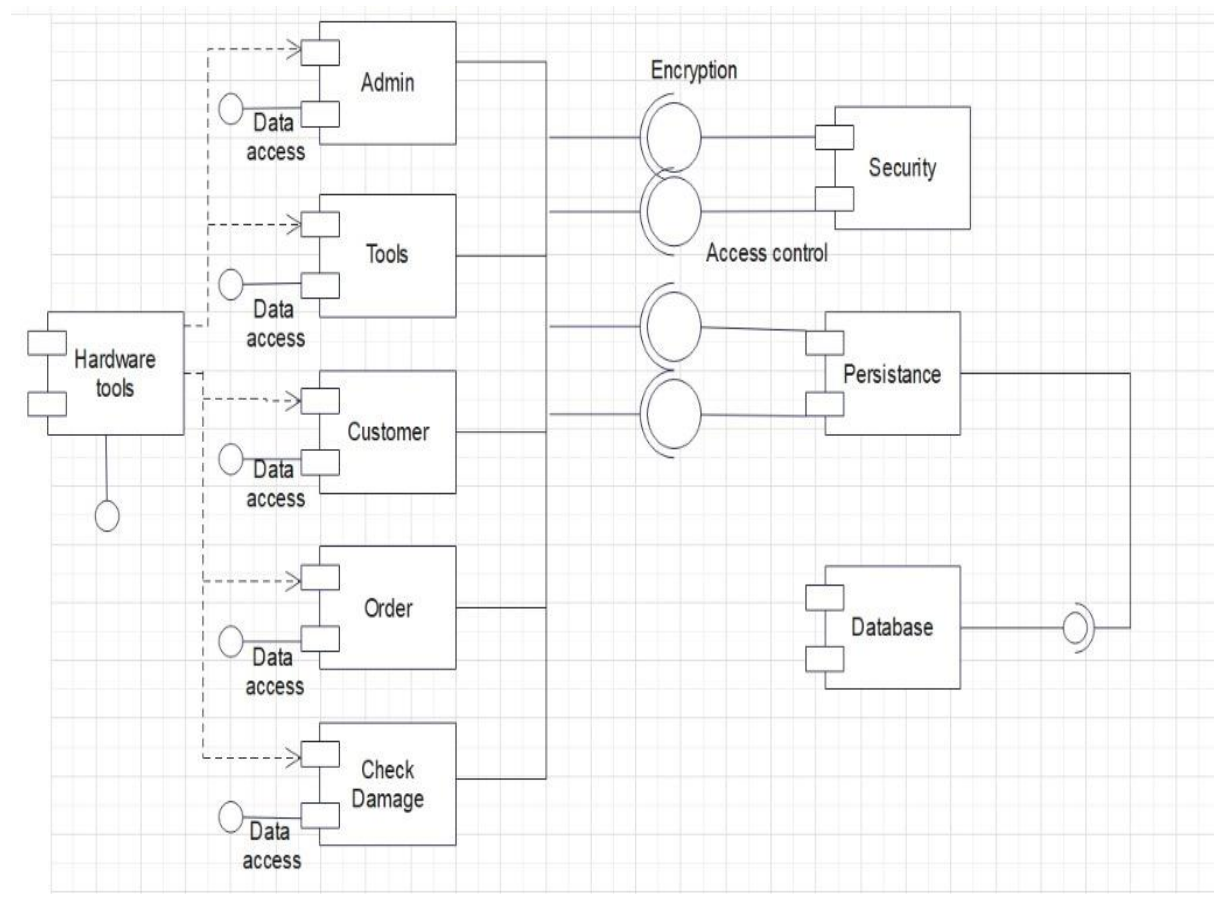 Admin
Data
access
Tools
Data
access
Hardware
tools
Customer
Data
access
Order
Data
access
Check
Damage
Data
access
Encryption
Security
Access control
Persistance
Database